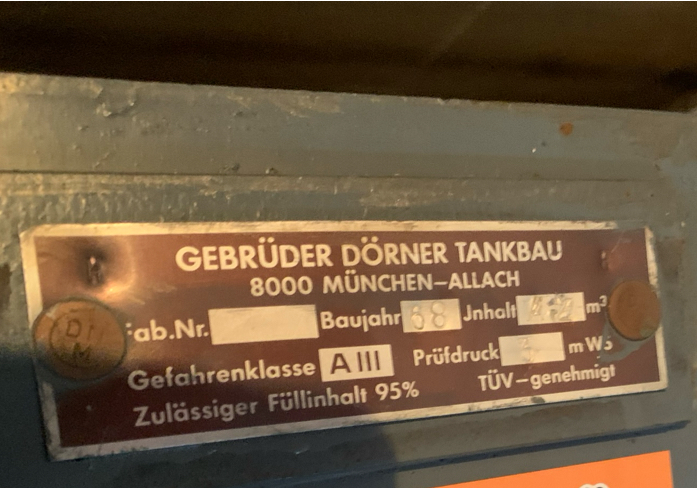 GEBRÜDER DÖRNER TANKBAU
8000 MÜNCHEN-ALLACH
Fab.Nr. Baujahr 68 Jnhalt m³
Gefahrenklasse A III Prüfdruck 3 m WS
Zulässiger Füllinhalt 95% TÜV-genehmigt